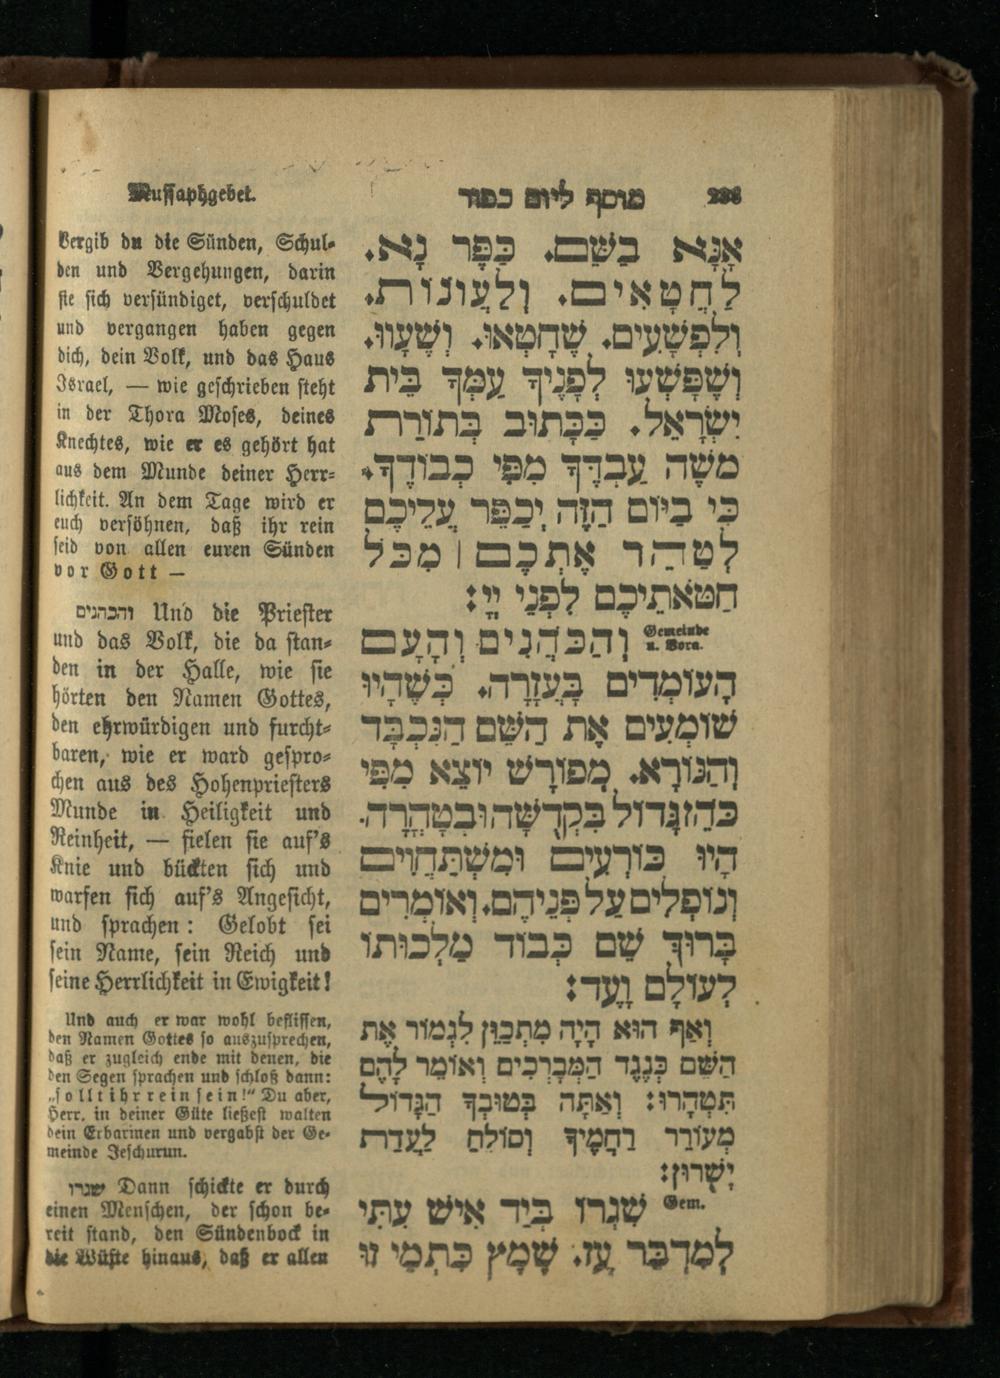 Mussaphgebet.
מוסף ליום כפור
236
Vergib du die Sünden, Schul-
den und Vergehungen, darin
sie sich versündiget, verschuldet
und vergangen haben gegen
dich, dein Volk, und das Haus
Israel, — wie geschrieben steht
in der Thora Moses, deines
Knechtes, wie er es gehört hat
aus dem Munde deiner Herr-
lichkeit. An dem Tage wird er
euch versöhnen, daß ihr rein
seid von allen euren Sünden
vor Gott —
והכהנים Und die Priester
und das Volk, die da stan-
den in der Halle, wie sie
hörten den Namen Gottes,
den ehrwürdigen und furcht-
baren, wie er ward gespro-
chen aus des Hohenpriesters
Munde in Heiligkeit und
Reinheit, — fielen sie auf's
Knie und bückten sich und
warfen sich auf's Angesicht,
und sprachen: Gelobt sei
sein Name, sein Reich und
seine Herrlichkeit in Ewigkeit!
Und auch er war wohl beflissen,
den Namen Gottes so auszusprechen,
daß er zugleich ende mit denen, die
den Segen sprachen und schloß dann:
„sollt ihr rein sein!" Du aber,
Herr, in deiner Güte ließest walten
dein Erbarmen und vergabst der Ge-
meinde Jeschurun.
שגרו Dann schickte er durch
einen Menschen, der schon be-
reit stand, den Sündenbock in
die Wüste hinaus, daß er allen
אָנָּא בַשֵּׁם. כַּפֶּר נָא.
לַחֲטָאִים. וְלַעֲוֹנוֹת.
וְלִפְשָׁעִים. שֶׁחָטְאוּ. וְשֶׁעָווּ.
וְשֶׁפָּשְׁעוּ לְפָנֶיךָ עַמְּךָ בֵּית
יִשְׂרָאֵל. כַּכָּתוּב בְּתוֹרַת
משֶׁה עַבְדֶּךָ מִפִּי כְבוֹדֶךָ.
כִּי בַיּוֹם הַזֶּה יְכַפֵּר עֲלֵיכֶם
לְטַהֵר אֶתְכֶם | מִכֹּל
חַטֹּאתֵיכֶם לִפְנֵי יְיָ:
Gemeinde u. Vorb. וְהַכֹּהֲנִים וְהָעָם
הָעוֹמְדִים בָּעֲזָרָה. כְּשֶׁהָיוּ
שׁוֹמְעִים אֶת הַשֵּׁם הַנִּכְבָּד
וְהַנּוֹרָא. מְפוֹרָשׁ יוֹצֵא מִפִּי
כֹהֵן גָּדוֹל בִּקְדֻשָּׁה וּבְטָהֳרָה.
הָיוּ כּוֹרְעִים וּמִשְׁתַּחֲוִים
וְנוֹפְלִים עַל פְּנֵיהֶם. וְאוֹמְרִים
בָּרוּךְ שֵׁם כְּבוֹד מַלְכוּתוֹ
לְעוֹלָם וָעֶד:
וְאַף הוּא הָיָה מִתְכַּוֵּן לִגְמוֹר אֶת
הַשֵּׁם כְּנֶגֶד הַמְּבָרְכִים וְאוֹמֵר לָהֶם
תִּטְהָרוּ: וְאַתָּה בְּטוּבְךָ הַגָּדוֹל
מְעוֹרֵר רַחֲמֶיךָ וְסוֹלֵחַ לַעֲדַת
יְשֻׁרוּן:
Gem. שִׁגְּרוֹ בְּיַד אִישׁ עִתִּי
לְמִדְבַּר עָז. שֶׁמֶץ כִּתְמֵי זוּ